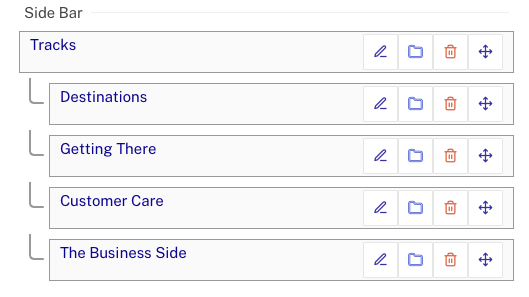 Side Bar
Tracks
Destinations
Getting There
Customer Care
The Business Side